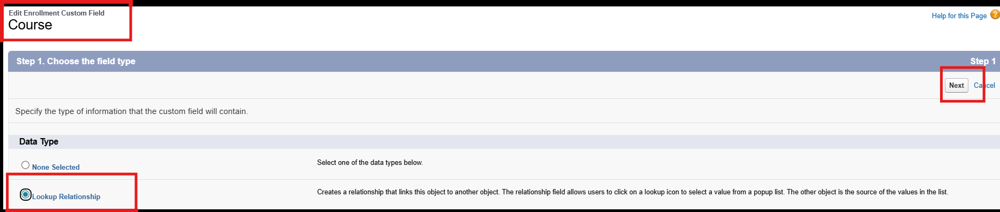 Edit Enrollment Custom Field
Course
Help for this Page ?
Step 1. Choose the field type
Step 1
Next Cancel
Specify the type of information that the custom field will contain.
Data Type
None Selected
Select one of the data types below.
Lookup Relationship
Creates a relationship that links this object to another object. The relationship field allows users to click on a lookup icon to select a value from a popup list. The other object is the source of the values in the list.